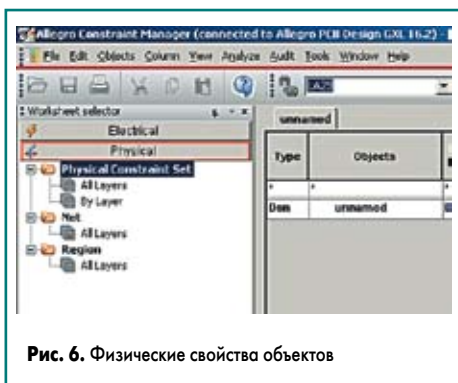 Allegro Constraint Manager (connected to Allegro PCB Design GXL 16.2) -
File Edit Objects Column View Analyze Audit Tools Window Help
Worksheet selector
unnamed
Electrical
Physical
Type Objects
Physical Constraint Set
All Layers
By Layer
* *
Net
Dsn unnamed
All Layers
Region
All Layers
Рис. 6. Физические свойства объектов